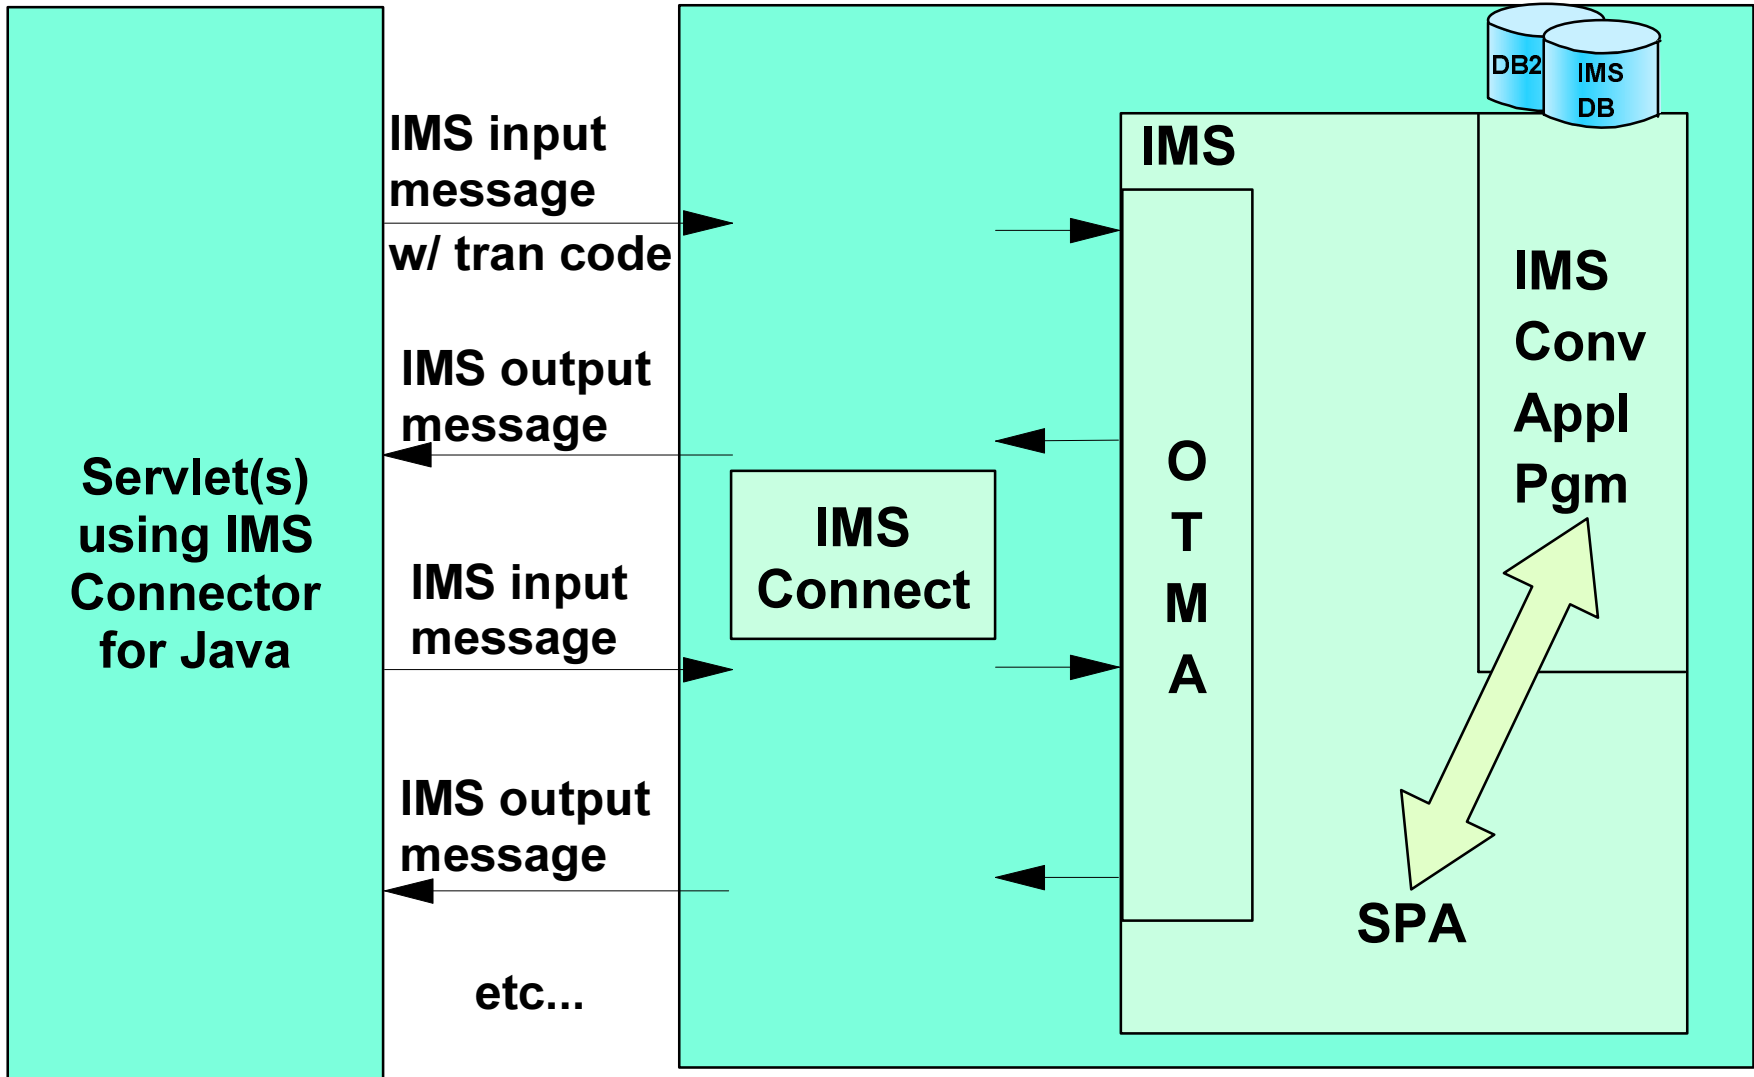 Servlet(s)
using IMS
Connector
for Java
IMS input
message
w/ tran code
IMS output
message
IMS input
message
IMS output
message
etc...
IMS
Connect
IMS
O
T
M
A
DB2
IMS
DB
IMS
Conv
Appl
Pgm
SPA